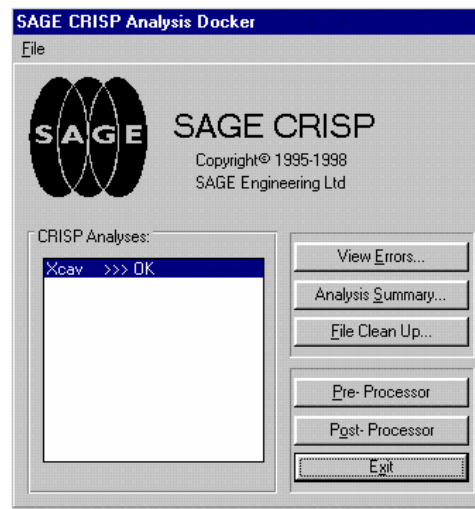 SAGE CRISP Analysis Docker
File
SAGE
SAGE CRISP
Copyright© 1995-1998
SAGE Engineering Ltd
CRISP Analyses:
Xcav >>> OK
View Errors...
Analysis Summary...
File Clean Up...
Pre- Processor
Post- Processor
Exit